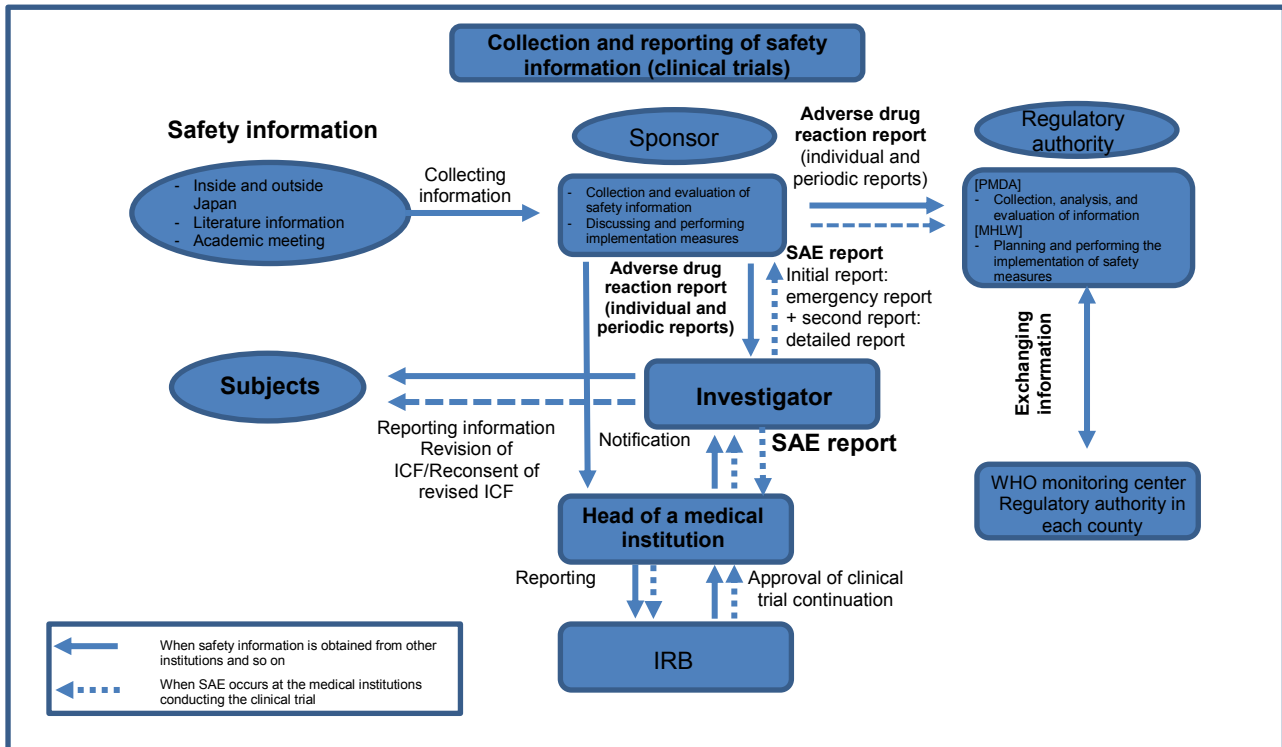 Collection and reporting of safety
information (clinical trials)
Safety information
- Inside and outside
Japan
- Literature information
- Academic meeting
Collecting
information
Sponsor
- Collection and evaluation of
safety information
- Discussing and performing
implementation measures
Adverse drug
reaction report
(individual and
periodic reports)
Regulatory
authority
[PMDA]
- Collection, analysis, and
evaluation of information
[MHLW]
- Planning and performing the
implementation of safety
measures
Adverse drug
reaction report
(individual and
periodic reports)
SAE report
Initial report:
emergency report
+ second report:
detailed report
Exchanging
information
Subjects
Investigator
Reporting information
Revision of
ICF/Reconsent of
revised ICF
Notification
SAE report
WHO monitoring center
Regulatory authority in
each county
Head of a medical
institution
Reporting
Approval of clinical
trial continuation
IRB
When safety information is obtained from other
institutions and so on
When SAE occurs at the medical institutions
conducting the clinical trial